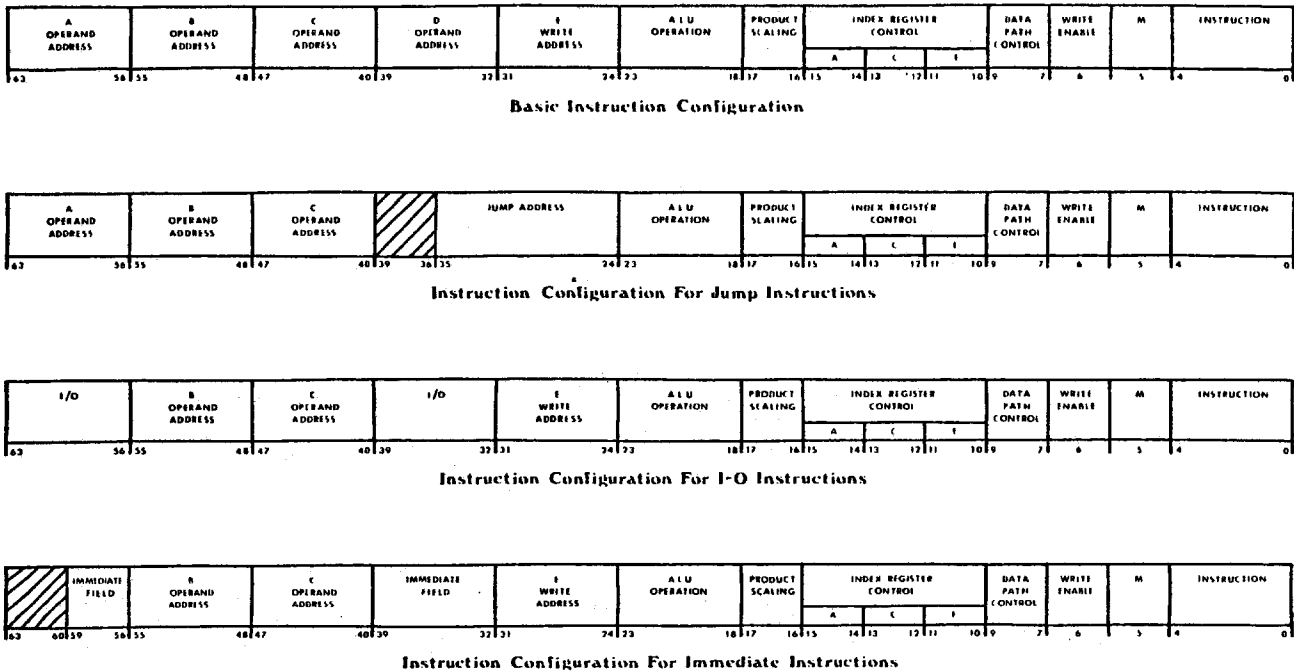 A OPERAND ADDRESS B OPERAND ADDRESS C OPERAND ADDRESS D OPERAND ADDRESS E WRITE ADDRESS ALU OPERATION PRODUCT SCALING INDEX REGISTER CONTROL DATA PATH CONTROL WRITE ENABLE M INSTRUCTION
A C E
63 56 55 48 47 40 39 32 31 24 23 18 17 16 15 14 13 12 11 10 9 7 6 5 4 0
Basic Instruction Configuration
A OPERAND ADDRESS B OPERAND ADDRESS C OPERAND ADDRESS JUMP ADDRESS ALU OPERATION PRODUCT SCALING INDEX REGISTER CONTROL DATA PATH CONTROL WRITE ENABLE M INSTRUCTION
A C E
63 56 55 48 47 40 39 36 35 24 23 18 17 16 15 14 13 12 11 10 9 7 6 5 4 0
Instruction Configuration For Jump Instructions
I/O B OPERAND ADDRESS C OPERAND ADDRESS I/O E WRITE ADDRESS ALU OPERATION PRODUCT SCALING INDEX REGISTER CONTROL DATA PATH CONTROL WRITE ENABLE M INSTRUCTION
A C E
63 56 55 48 47 40 39 32 31 24 23 18 17 16 15 14 13 12 11 10 9 7 6 5 4 0
Instruction Configuration For I-O Instructions
IMMEDIATE FIELD B OPERAND ADDRESS C OPERAND ADDRESS IMMEDIATE FIELD E WRITE ADDRESS ALU OPERATION PRODUCT SCALING INDEX REGISTER CONTROL DATA PATH CONTROL WRITE ENABLE M INSTRUCTION
A C E
63 60 59 56 55 48 47 40 39 32 31 24 23 18 17 16 15 14 13 12 11 10 9 7 6 5 4 0
Instruction Configuration For Immediate Instructions